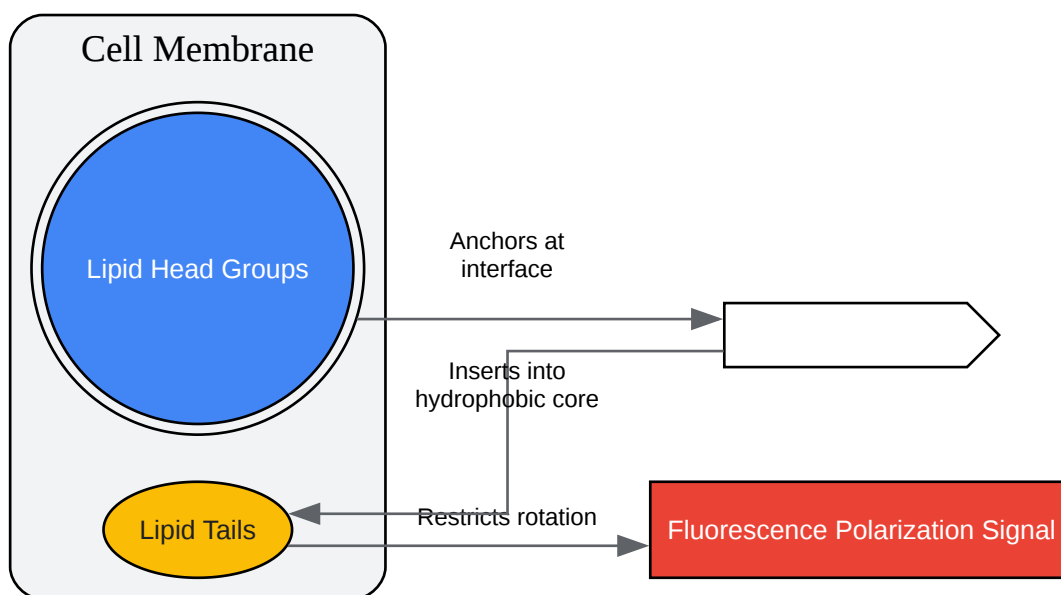 Cell Membrane
Lipid Head Groups
Anchors at
interface
Inserts into
hydrophobic core
Lipid Tails
Restricts rotation
Fluorescence Polarization Signal